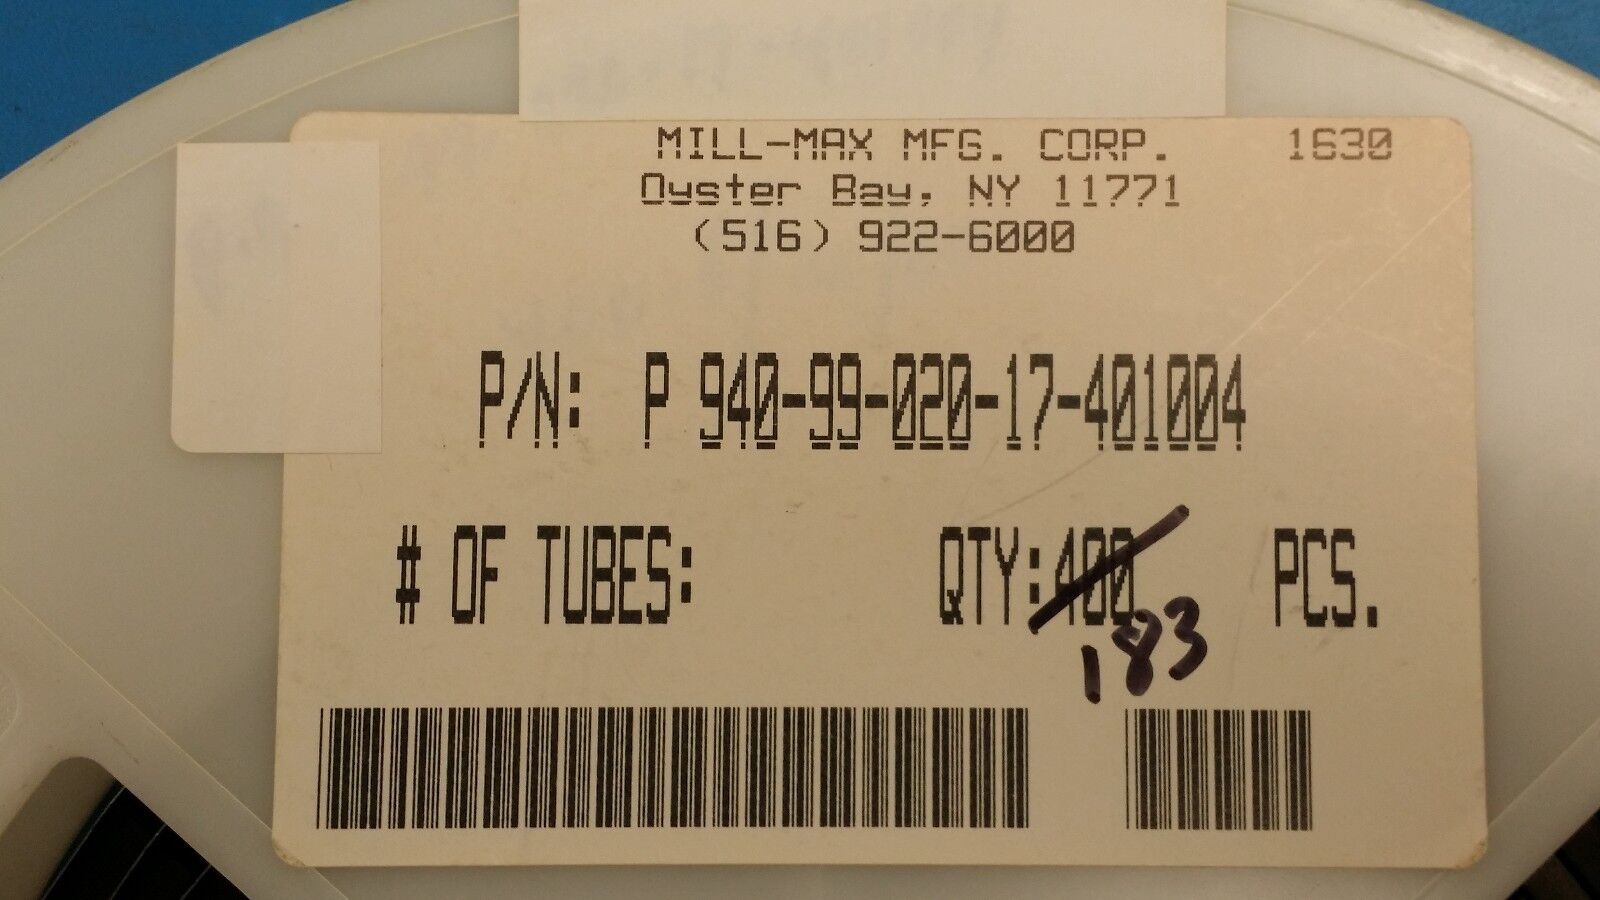 MILL-MAX MFG. CORP. 1630
Oyster Bay, NY 11771
(516) 922-6000
P/N: P 940-99-020-17-401004
# OF TUBES: QTY:400 PCS.
183